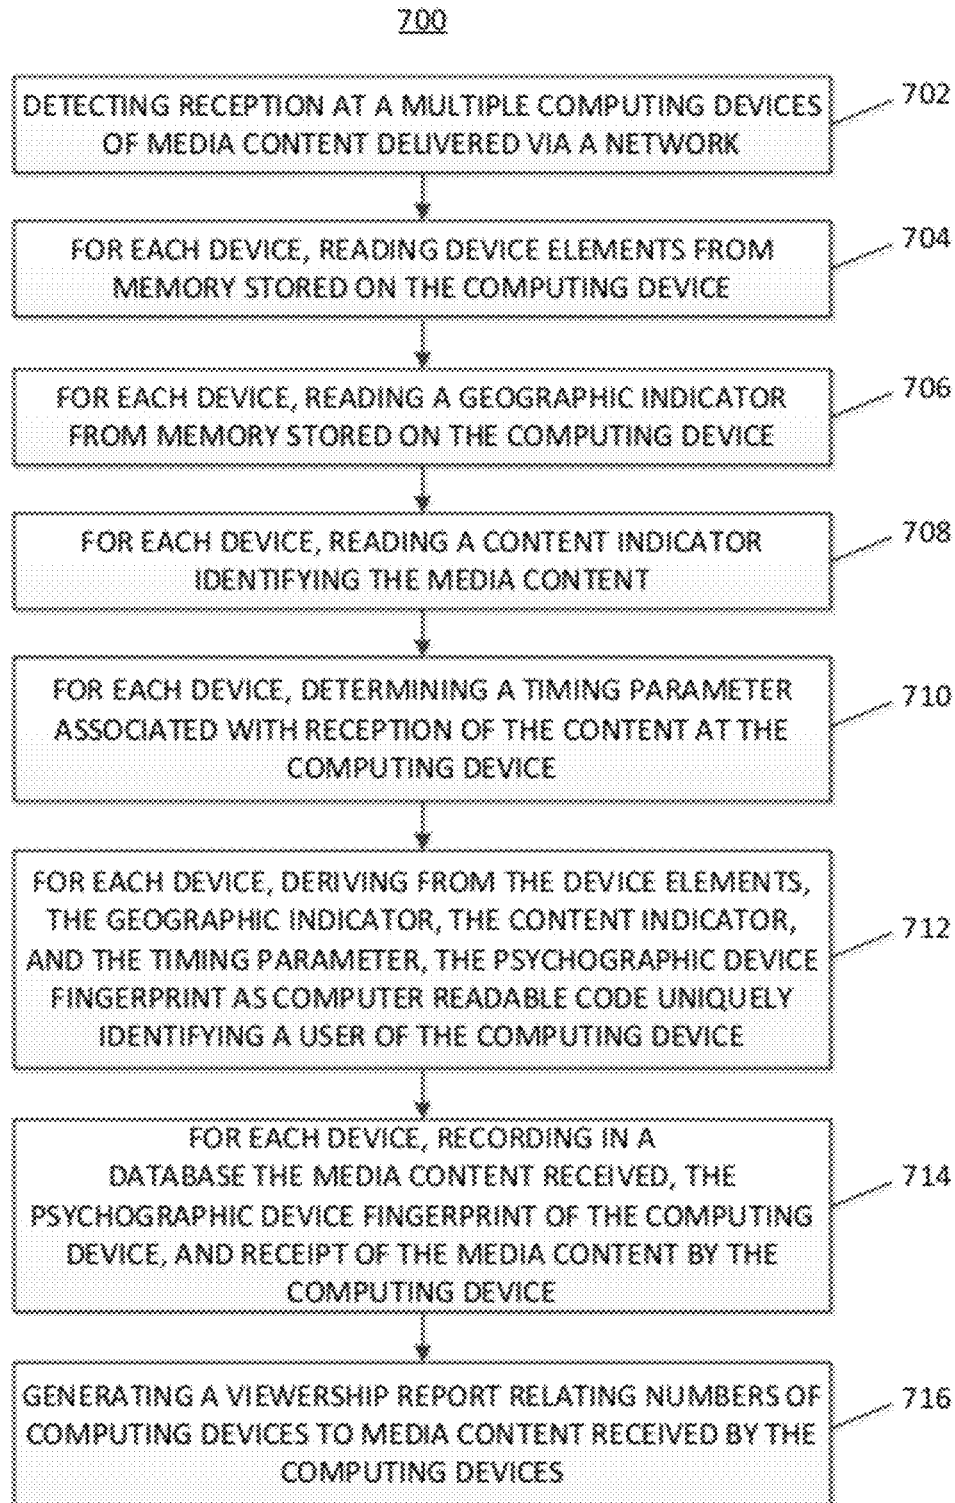 700
DETECTING RECEPTION AT A MULTIPLE COMPUTING DEVICES
OF MEDIA CONTENT DELIVERED VIA A NETWORK
702
FOR EACH DEVICE, READING DEVICE ELEMENTS FROM
MEMORY STORED ON THE COMPUTING DEVICE
704
FOR EACH DEVICE, READING A GEOGRAPHIC INDICATOR
FROM MEMORY STORED ON THE COMPUTING DEVICE
706
FOR EACH DEVICE, READING A CONTENT INDICATOR
IDENTIFYING THE MEDIA CONTENT
708
FOR EACH DEVICE, DETERMINING A TIMING PARAMETER
ASSOCIATED WITH RECEPTION OF THE CONTENT AT THE
COMPUTING DEVICE
710
FOR EACH DEVICE, DERIVING FROM THE DEVICE ELEMENTS,
THE GEOGRAPHIC INDICATOR, THE CONTENT INDICATOR,
AND THE TIMING PARAMETER, THE PSYCHOGRAPHIC DEVICE
FINGERPRINT AS COMPUTER READABLE CODE UNIQUELY
IDENTIFYING A USER OF THE COMPUTING DEVICE
712
FOR EACH DEVICE, RECORDING IN A
DATABASE THE MEDIA CONTENT RECEIVED, THE
PSYCHOGRAPHIC DEVICE FINGERPRINT OF THE COMPUTING
DEVICE, AND RECEIPT OF THE MEDIA CONTENT BY THE
COMPUTING DEVICE
714
GENERATING A VIEWERSHIP REPORT RELATING NUMBERS OF
COMPUTING DEVICES TO MEDIA CONTENT RECEIVED BY THE
COMPUTING DEVICES
716